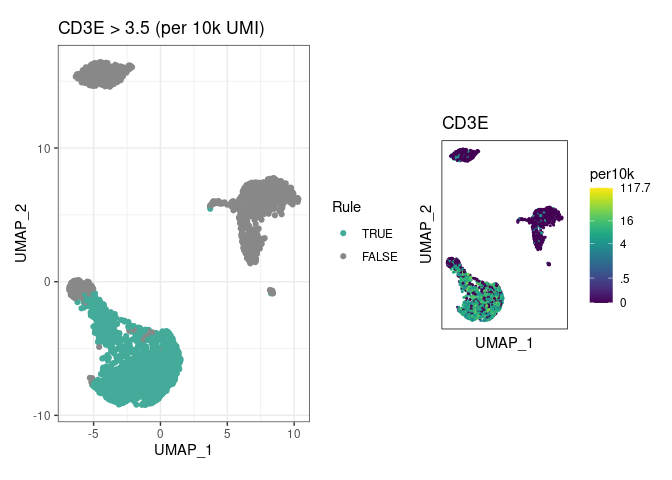 CD3E > 3.5 (per 10k UMI)
10
0
-10
UMAP_2
-5
0
5
10
UMAP_1
Rule
TRUE
FALSE
CD3E
UMAP_2
UMAP_1
per10k
117.7
16
4
.5
0